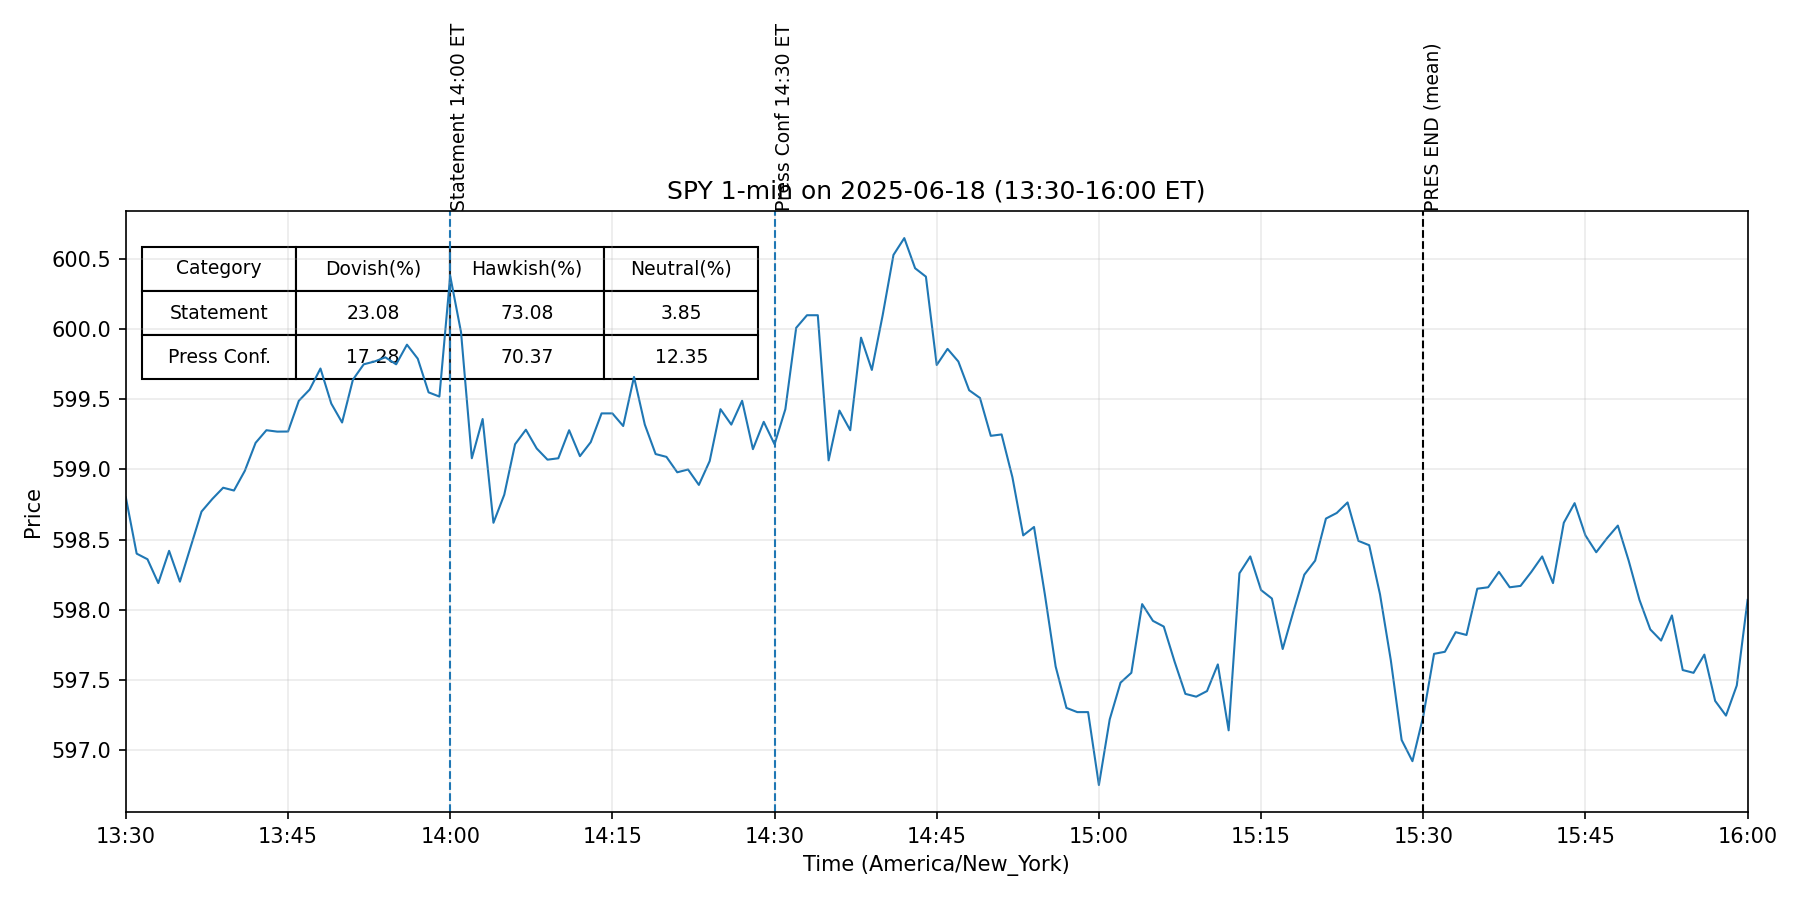 Statement 14:00 ET
Press Conf 14:30 ET
PRES END (mean)
SPY 1-min on 2025-06-18 (13:30-16:00 ET)
Category Dovish(%) Hawkish(%) Neutral(%)
Statement 23.08 73.08 3.85
Press Conf. 17.28 70.37 12.35
600.5
600.0
599.5
599.0
598.5
598.0
597.5
597.0
Price
13:30 13:45 14:00 14:15 14:30 14:45 15:00 15:15 15:30 15:45 16:00
Time (America/New_York)